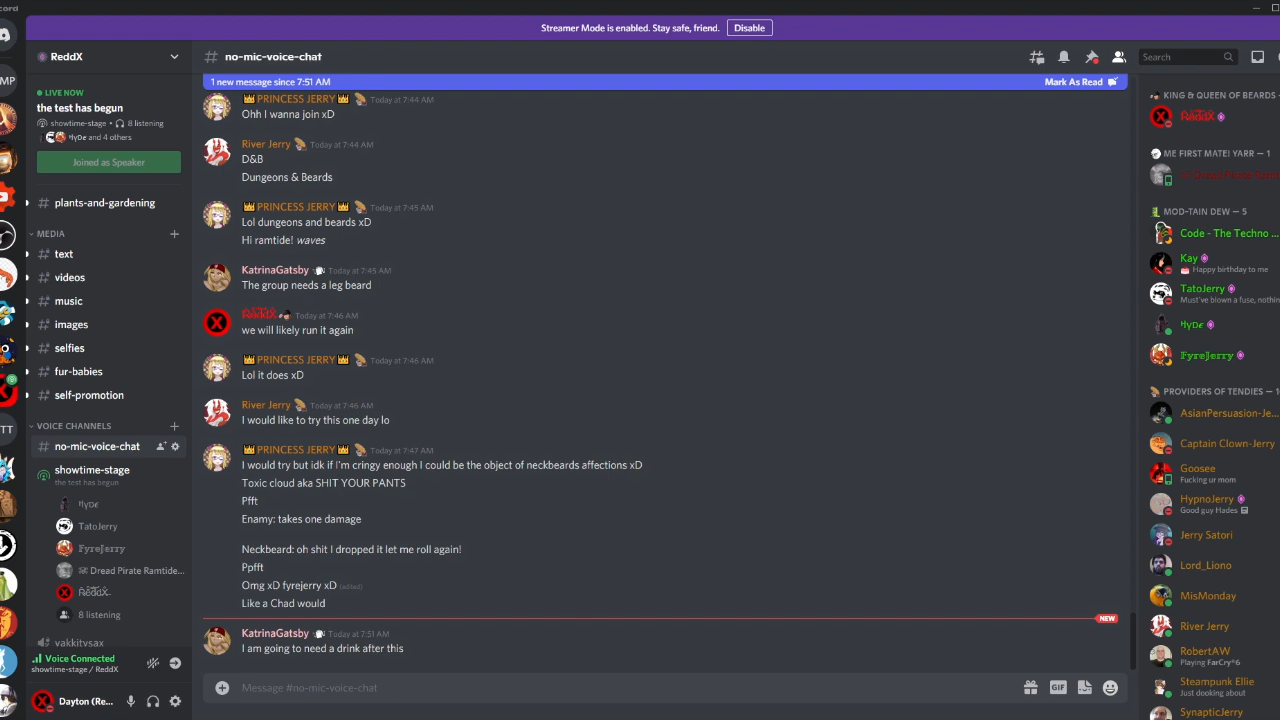 Streamer Mode is enabled. Stay safe, friend.
Disable
ReddX
LIVE NOW
the test has begun
showtime-stage • 8 listening
HyDe and 4 others
Joined as Speaker
plants-and-gardening
MEDIA
text
videos
music
images
selfies
fur-babies
self-promotion
VOICE CHANNELS
no-mic-voice-chat
showtime-stage
the test has begun
HyDe
TatoJerry
FyreJerry
Dread Pirate Ramtide...
ReddX
8 listening
vakkitysax
Voice Connected
showtime-stage / ReddX
Dayton (Re...
MP
TT
# no-mic-voice-chat
Search
1 new message since 7:51 AM
Mark As Read
PRINCESS JERRY Today at 7:44 AM
Ohh I wanna join xD
River Jerry Today at 7:44 AM
D&B
Dungeons & Beards
PRINCESS JERRY Today at 7:45 AM
Lol dungeons and beards xD
Hi ramtide! waves
KatrinaGatsby Today at 7:45 AM
The group needs a leg beard
ReddX Today at 7:46 AM
we will likely run it again
PRINCESS JERRY Today at 7:46 AM
Lol it does xD
River Jerry Today at 7:46 AM
I would like to try this one day lo
PRINCESS JERRY Today at 7:47 AM
I would try but idk if I'm cringy enough I could be the object of neckbeards affections xD
Toxic cloud aka SHIT YOUR PANTS
Pfft
Enamy: takes one damage
Neckbeard: oh shit I dropped it let me roll again!
Ppfft
Omg xD fyrejerry xD (edited)
Like a Chad would
NEW
KatrinaGatsby Today at 7:51 AM
I am going to need a drink after this
Message #no-mic-voice-chat
GIF
KING & QUEEN OF BEARDS -
ReddX
ME FIRST MATE! YARR — 1
MOD-TAIN DEW — 5
Code - The Techno ...
Kay
Happy birthday to me
TatoJerry
Must've blown a fuse, nothin
HyDe
FyreJerry
PROVIDERS OF TENDIES — 1
AsianPersuasion-Je...
Captain Clown-Jerry
Goosee
Fucking ur mom
HypnoJerry
Good guy Hades
Jerry Satori
Lord_Liono
MisMonday
River Jerry
RobertAW
Playing FarCry®6
Steampunk Ellie
Just dooking about
SynapticJerry